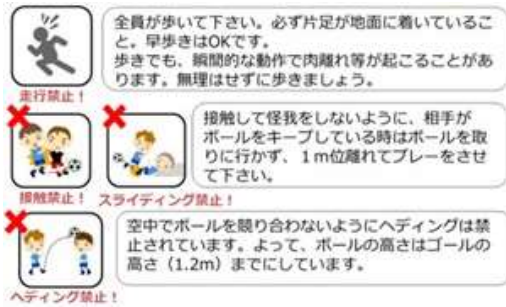 全員が歩いて下さい。必ず片足が地面に着いているこ
と。早歩きはOKです。
歩きでも、瞬間的な動作で肉離れ等が起こることがあ
ります。無理はせずに歩きましょう。
走行禁止！
接触して怪我をしないように、相手が
ボールをキープしている時はボールを取
りに行かず、１ｍ位離れてプレーをさせ
て下さい。
接触禁止！
スライディング禁止！
空中でボールを競り合わないようにヘディングは禁
止されています。よって、ボールの高さはゴールの
高さ（1.2m）までにしています。
ヘディング禁止！